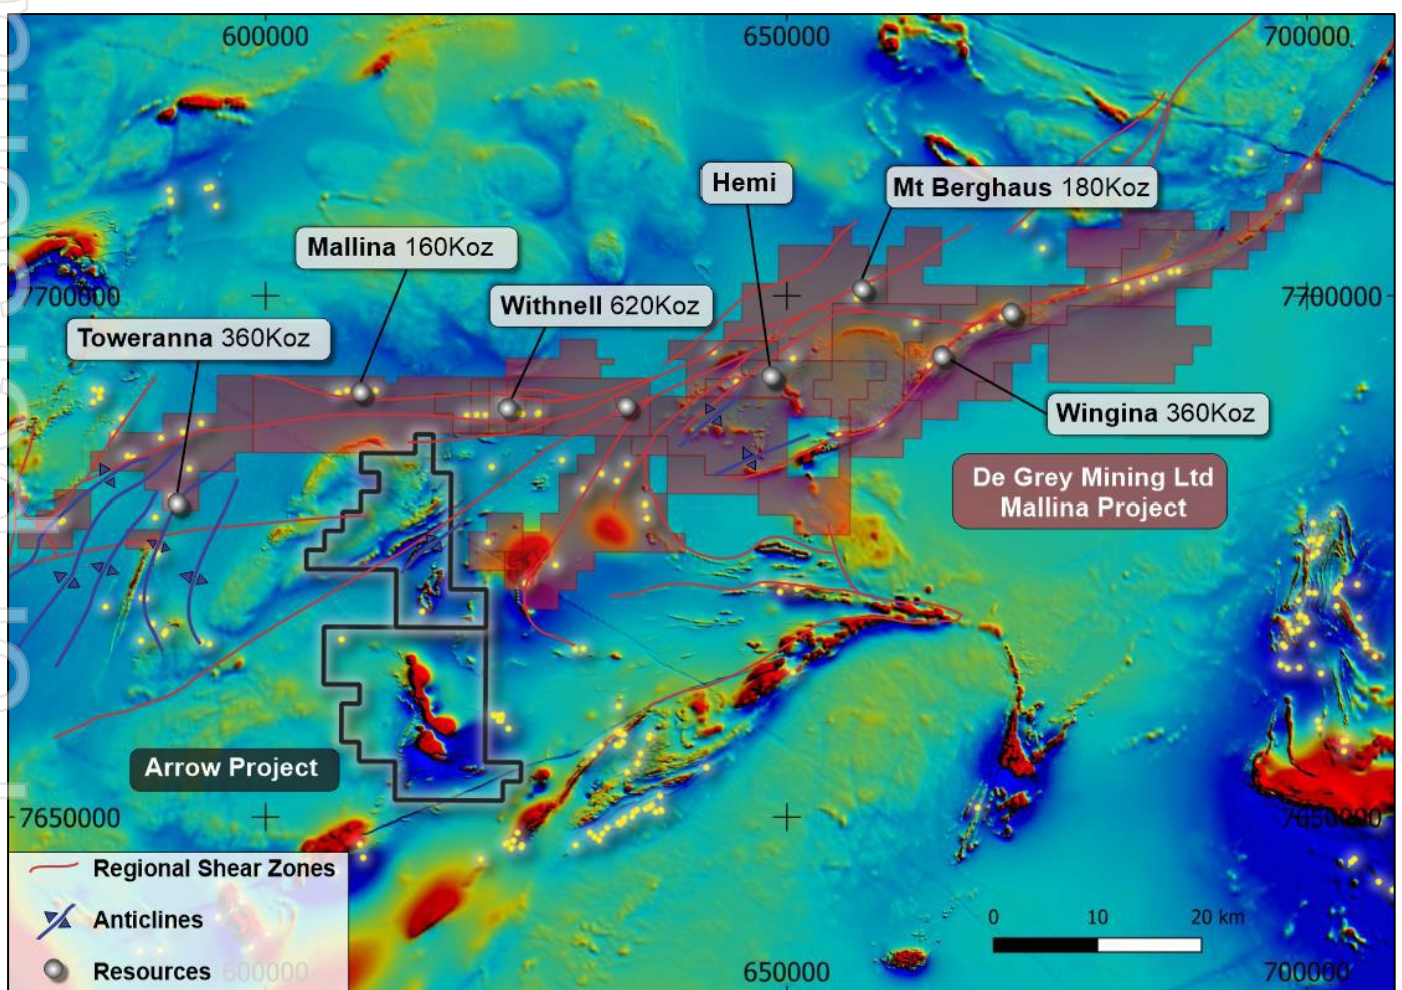 600000
650000
700000
Hemi
Mt Berghaus 180Koz
Mallina 160Koz
7700000
Withnell 620Koz
7700000
Toweranna 360Koz
Wingina 360Koz
De Grey Mining Ltd
Mallina Project
Arrow Project
7650000
7650000
Regional Shear Zones
Anticlines
Resources
0 10 20 km
600000
650000
700000